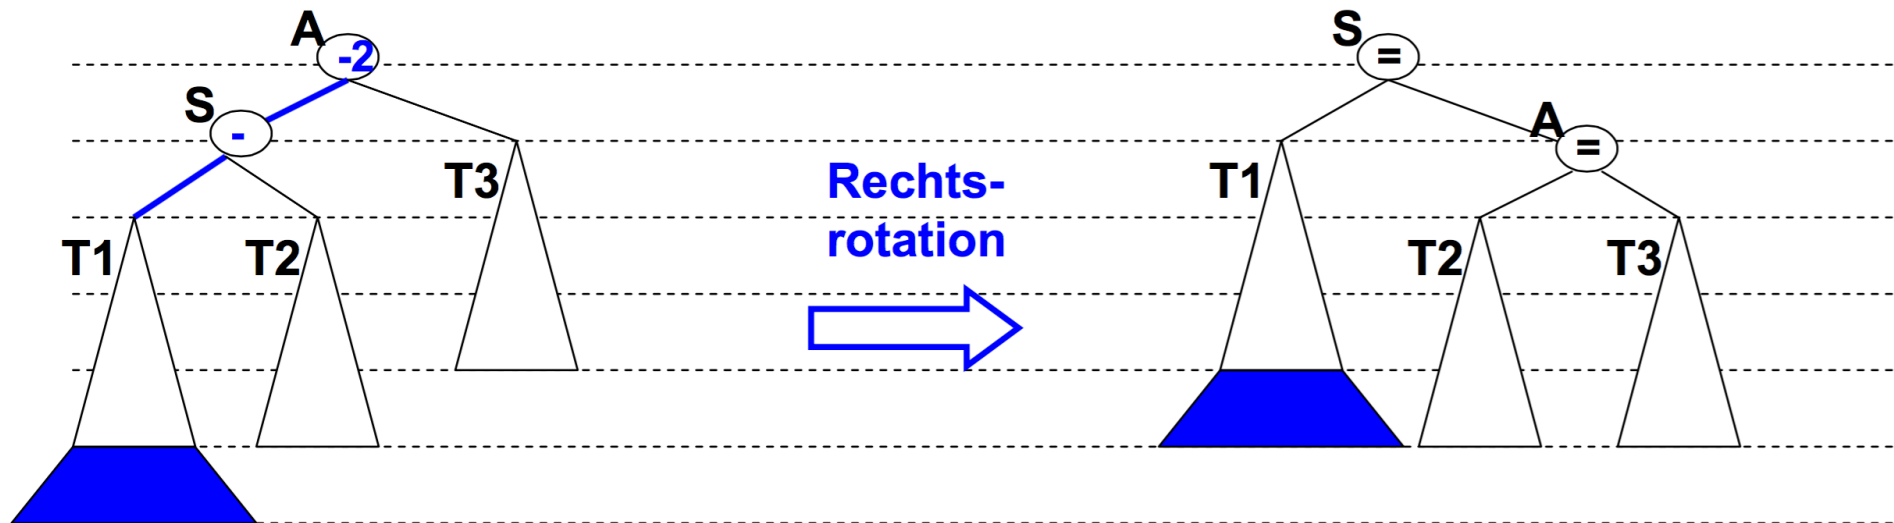 A
-2
S
-
T3
T1
T2
Rechts-
rotation
S
=
A
=
T1
T2
T3